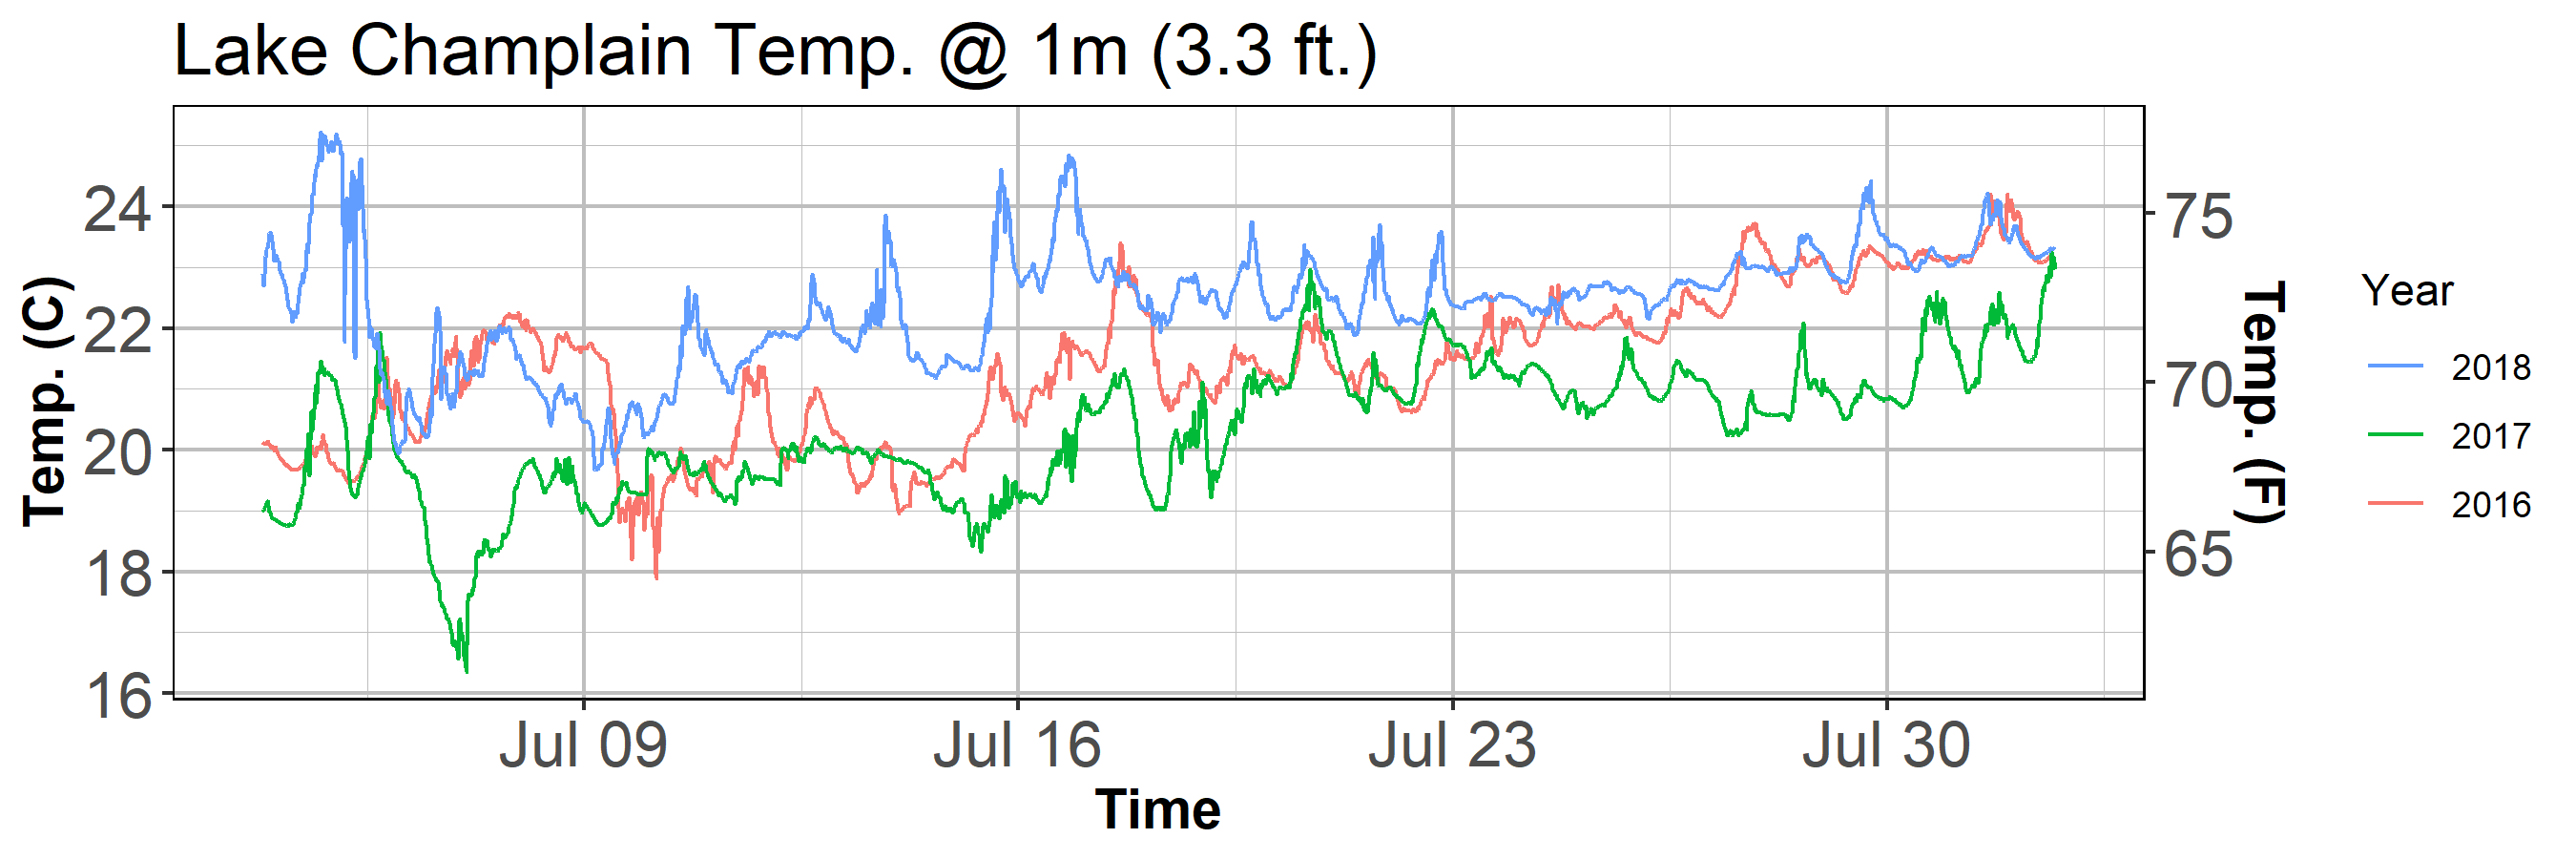 Lake Champlain Temp. @ 1m (3.3 ft.)
Temp. (C)
24
22
20
18
16
75
70
65
Temp. (F)
Jul 09
Jul 16
Jul 23
Jul 30
Time
Year
2018
2017
2016